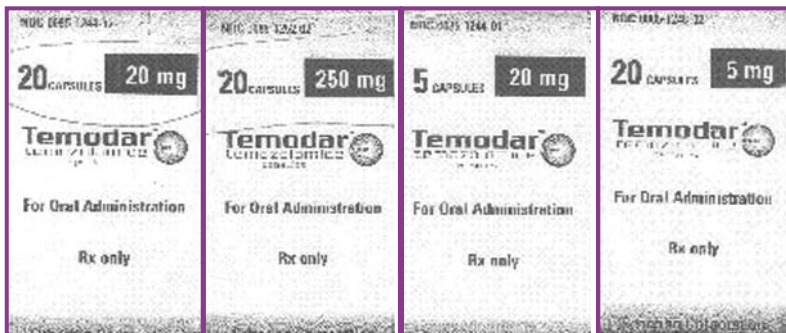 20 CAPSULES 20 mg
Temodar
temozolomide
For Oral Administration
Rx only
20 CAPSULES 250 mg
Temodar
temozolomide
For Oral Administration
Rx only
5 CAPSULES 20 mg
Temodar
For Oral Administration
Rx only
20 CAPSULES 5 mg
Temodar
For Oral Administration
Rx only